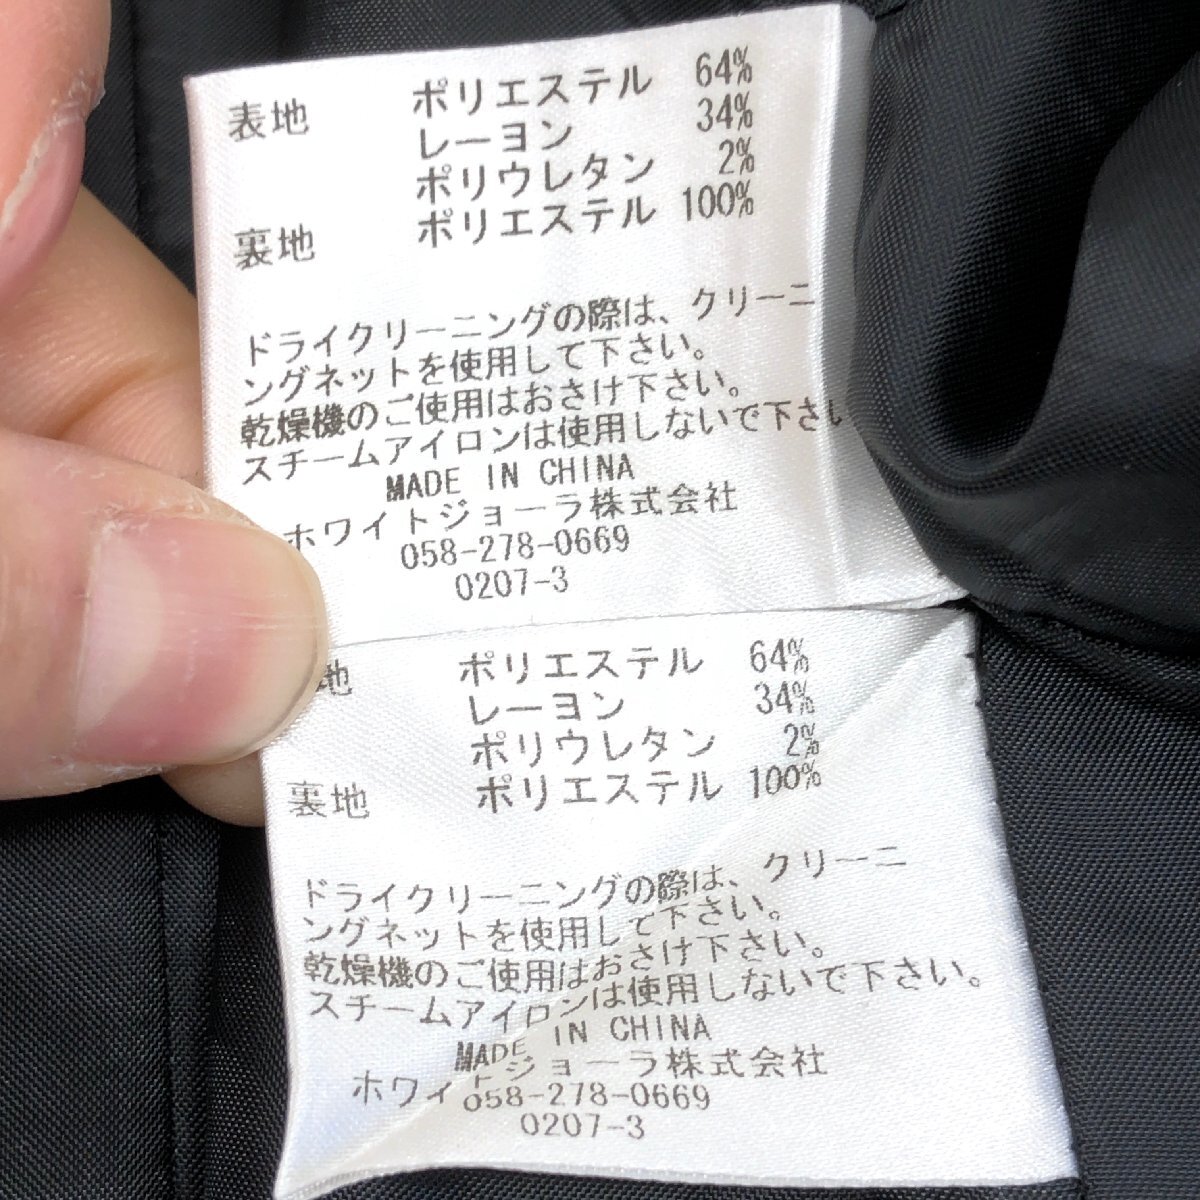 表地 ポリエステル 64%
レーヨン 34%
ポリウレタン 2%
裏地 ポリエステル 100%
ドライクリーニングの際は、クリーニ
ングネットを使用して下さい。
乾燥機のご使用はおさけ下さい。
スチームアイロンは使用しないで下さい
MADE IN CHINA
ホワイトジョーラ株式会社
058-278-0669
0207-3
地 ポリエステル 64%
レーヨン 34%
ポリウレタン 2%
裏地 ポリエステル 100%
ドライクリーニングの際は、クリーニ
ングネットを使用して下さい。
乾燥機のご使用はおさけ下さい。
スチームアイロンは使用しないで下さい。
MADE IN CHINA
ホワイトジョーラ株式会社
058-278-0669
0207-3